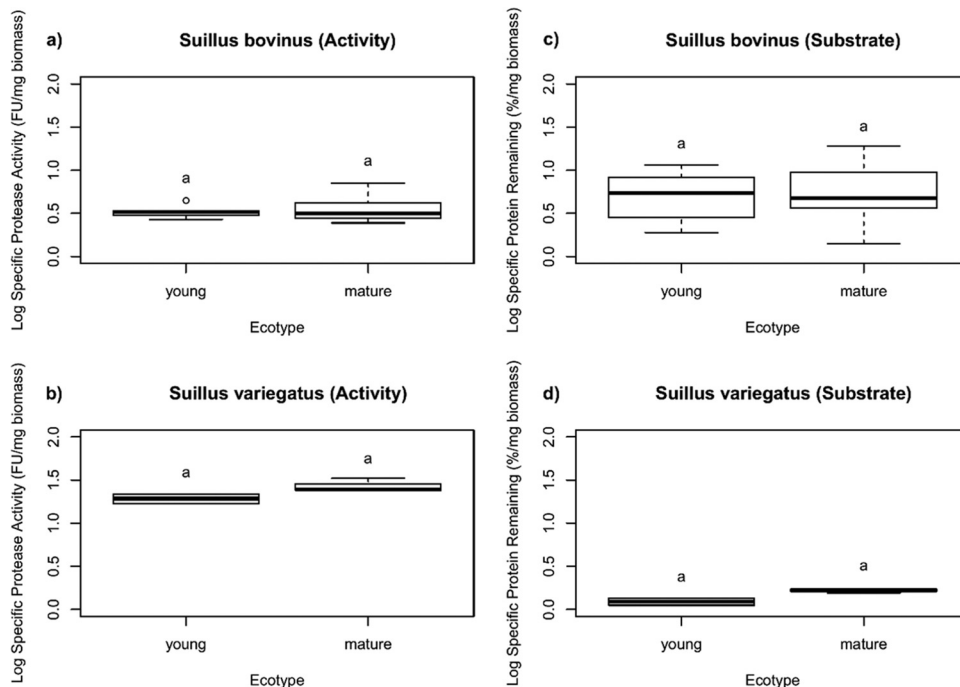 a)
Suillus bovinus (Activity)
Log Specific Protease Activity (FU/mg biomass)
2.0
1.5
1.0
0.5
0.0
a
a
young
mature
Ecotype
c)
Suillus bovinus (Substrate)
Log Specific Protein Remaining (%/mg biomass)
2.0
1.5
1.0
0.5
0.0
a
a
young
mature
Ecotype
b)
Suillus variegatus (Activity)
Log Specific Protease Activity (FU/mg biomass)
2.0
1.5
1.0
0.5
0.0
a
a
young
mature
Ecotype
d)
Suillus variegatus (Substrate)
Log Specific Protein Remaining (%/mg biomass)
2.0
1.5
1.0
0.5
0.0
a
a
young
mature
Ecotype